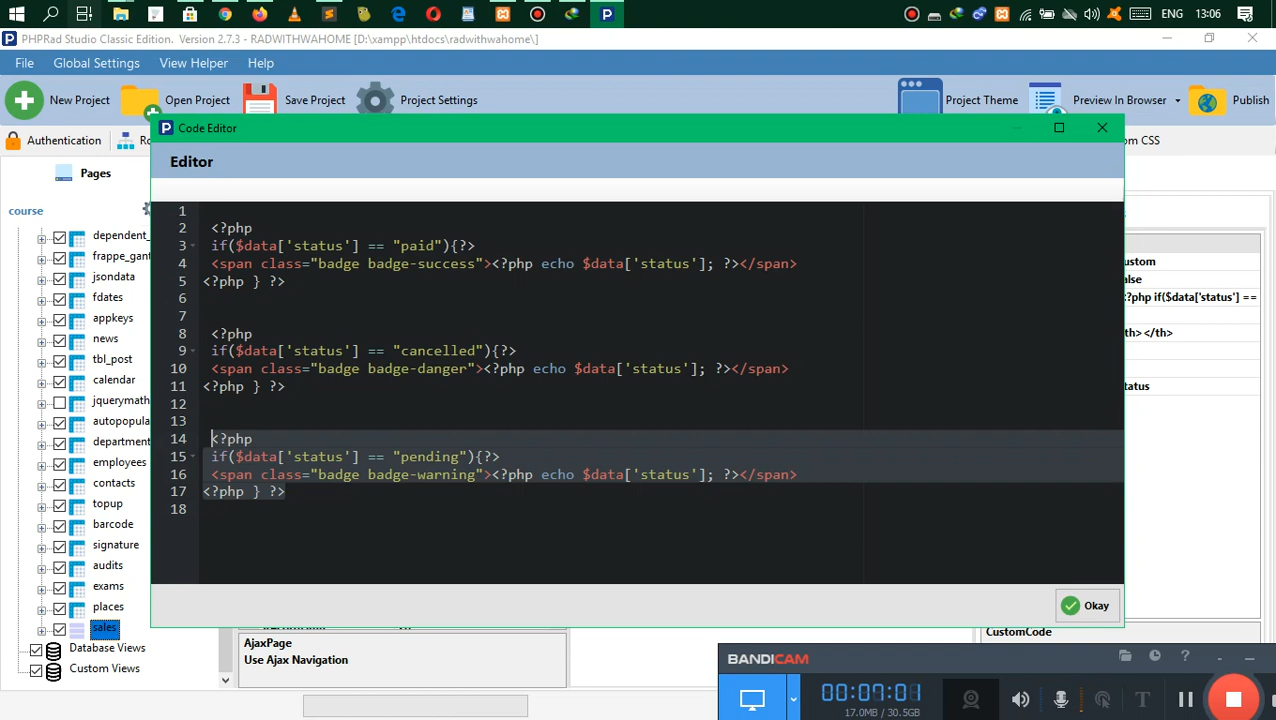 ENG 3:06
PHPRad Studio Classic Edition. Version 2.7.3 - RADWITHWAHOME [D:\xampp\htdocs\radwithwahome\]
File Global Settings View Helper Help
New Project Open Project Save Project Project Settings Project Theme Preview In Browser Publish
Authentication Ro om CSS
Code Editor
Editor
Pages
course
dependent_
frappe_gant
jsondata
fdates
appkeys
news
tbl_post
calendar
jquerymath
autopopula
department
employees
contacts
topup
barcode
signature
audits
exams
places
sales
Database Views
Custom Views
1
2 <?php
3 if($data['status'] == "paid"){?>
4 <span class="badge badge-success"><?php echo $data['status']; ?></span>
5 <?php } ?>
6
7
8 <?php
9 if($data['status'] == "cancelled"){?>
10 <span class="badge badge-danger"><?php echo $data['status']; ?></span>
11 <?php } ?>
12
13
14 <?php
15 if($data['status'] == "pending"){?>
16 <span class="badge badge-warning"><?php echo $data['status']; ?></span>
17 <?php } ?>
18
ustom
alse
?php if($data['status'] ==
h> </th>
tatus
Okay
AjaxPage
Use Ajax Navigation
CustomCode
BANDICAM
00:07:01
17.0MB / 30.5GB